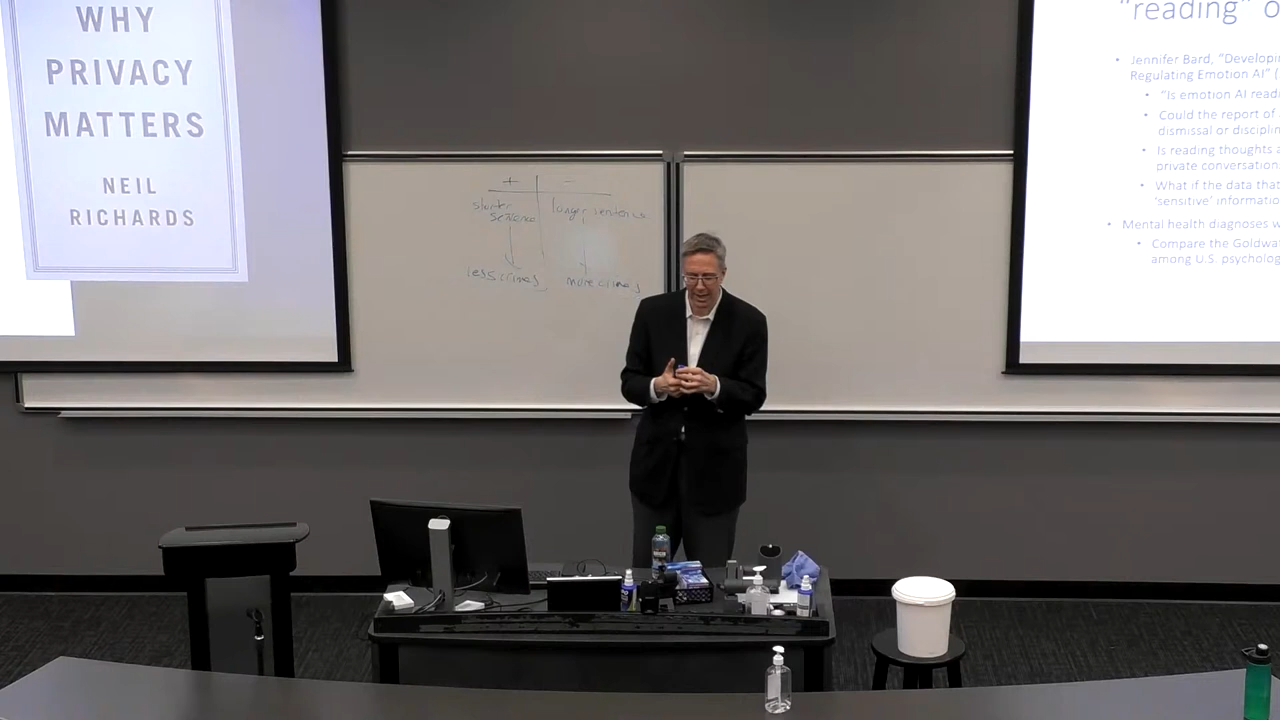 WHY
PRIVACY
MATTERS
NEIL
RICHARDS
+ -
shorter sentence
longer sentence
less crimes
more crimes
"reading" o
Jennifer Bard, "Developi
Regulating Emotion AI" (
"Is emotion AI readi
Could the report of
dismissal or disciplin
Is reading thoughts a
private conversation
What if the data that
'sensitive' informatio
Mental health diagnoses w
Compare the Goldwa
among U.S. psycholog